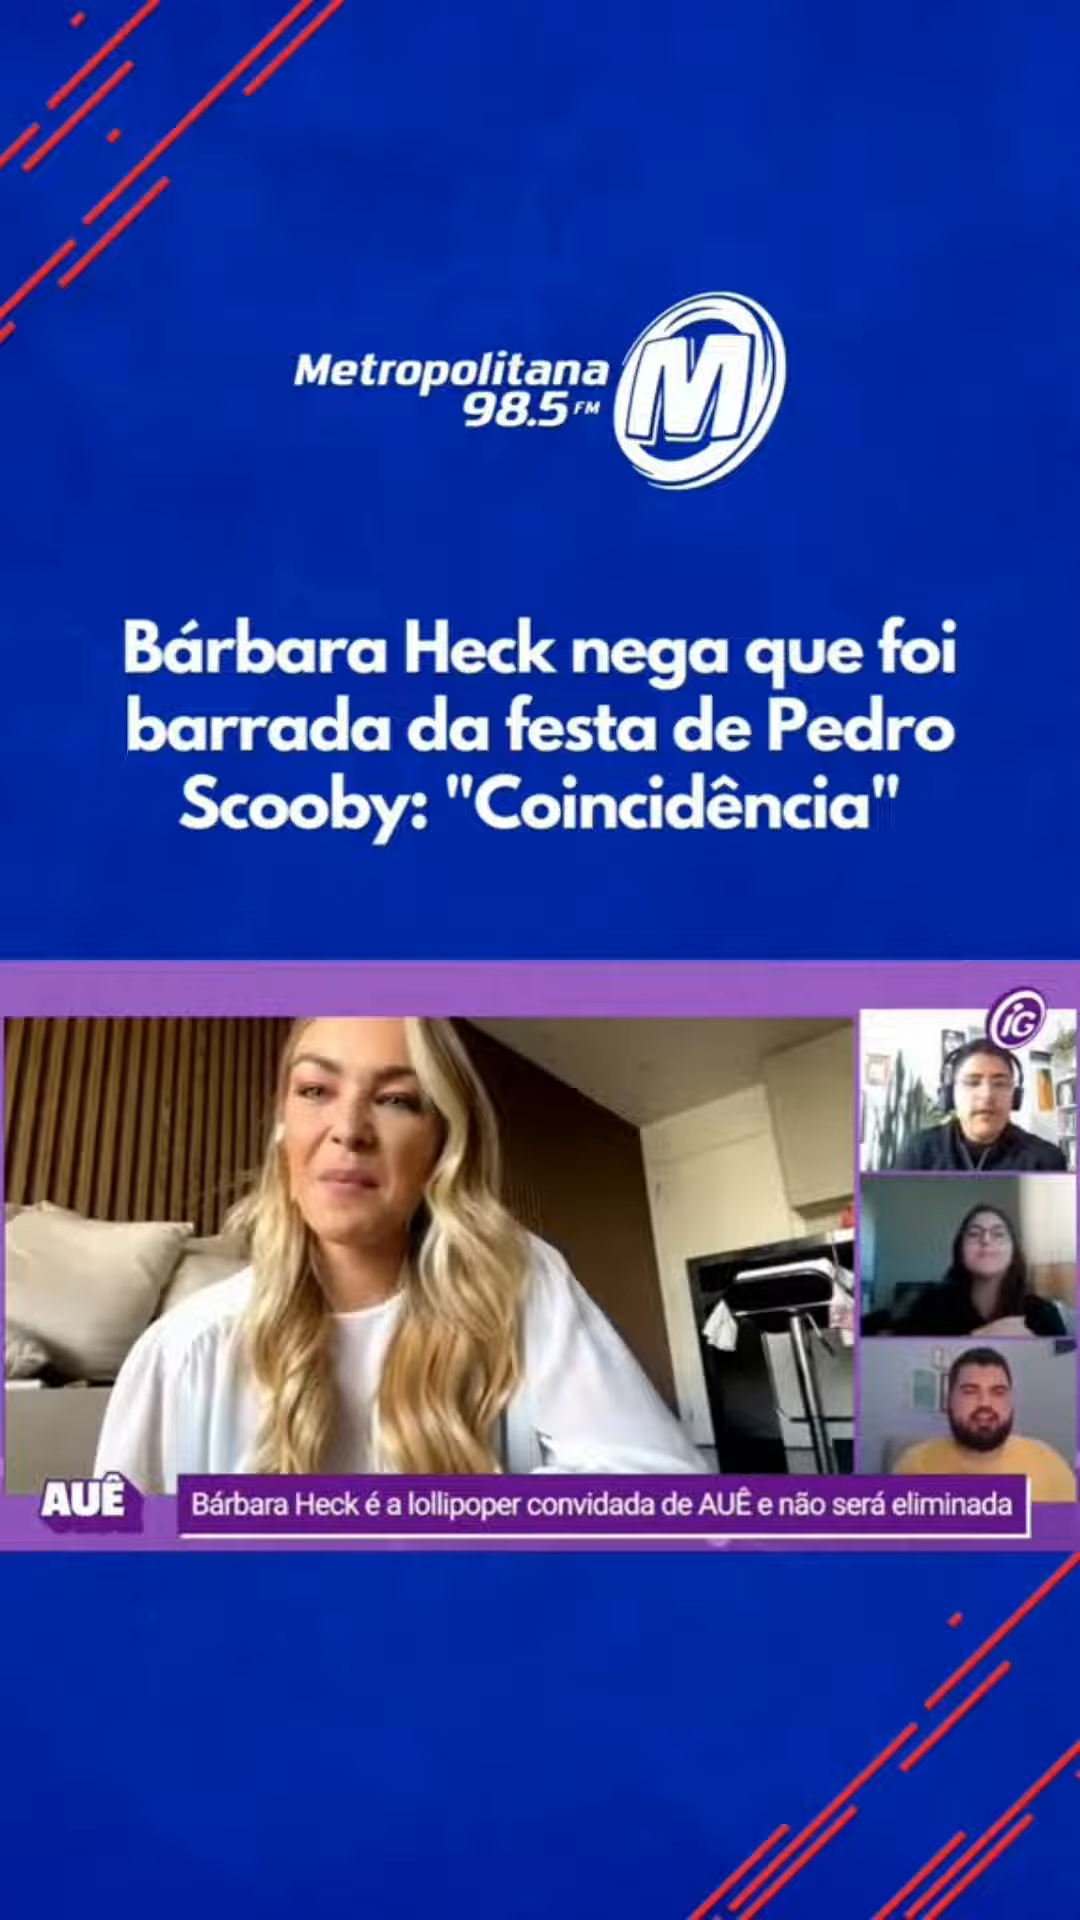 Metropolitana
98.5 FM
M
Bárbara Heck nega que foi
barrada da festa de Pedro
Scooby: "Coincidência"
iG
AUÊ
Bárbara Heck é a lollipoper convidada de AUÊ e não será eliminada